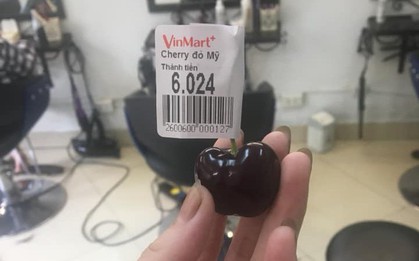 VinMart+
Cherry đỏ Mỹ
Thành tiền
6.024
2600600 000127